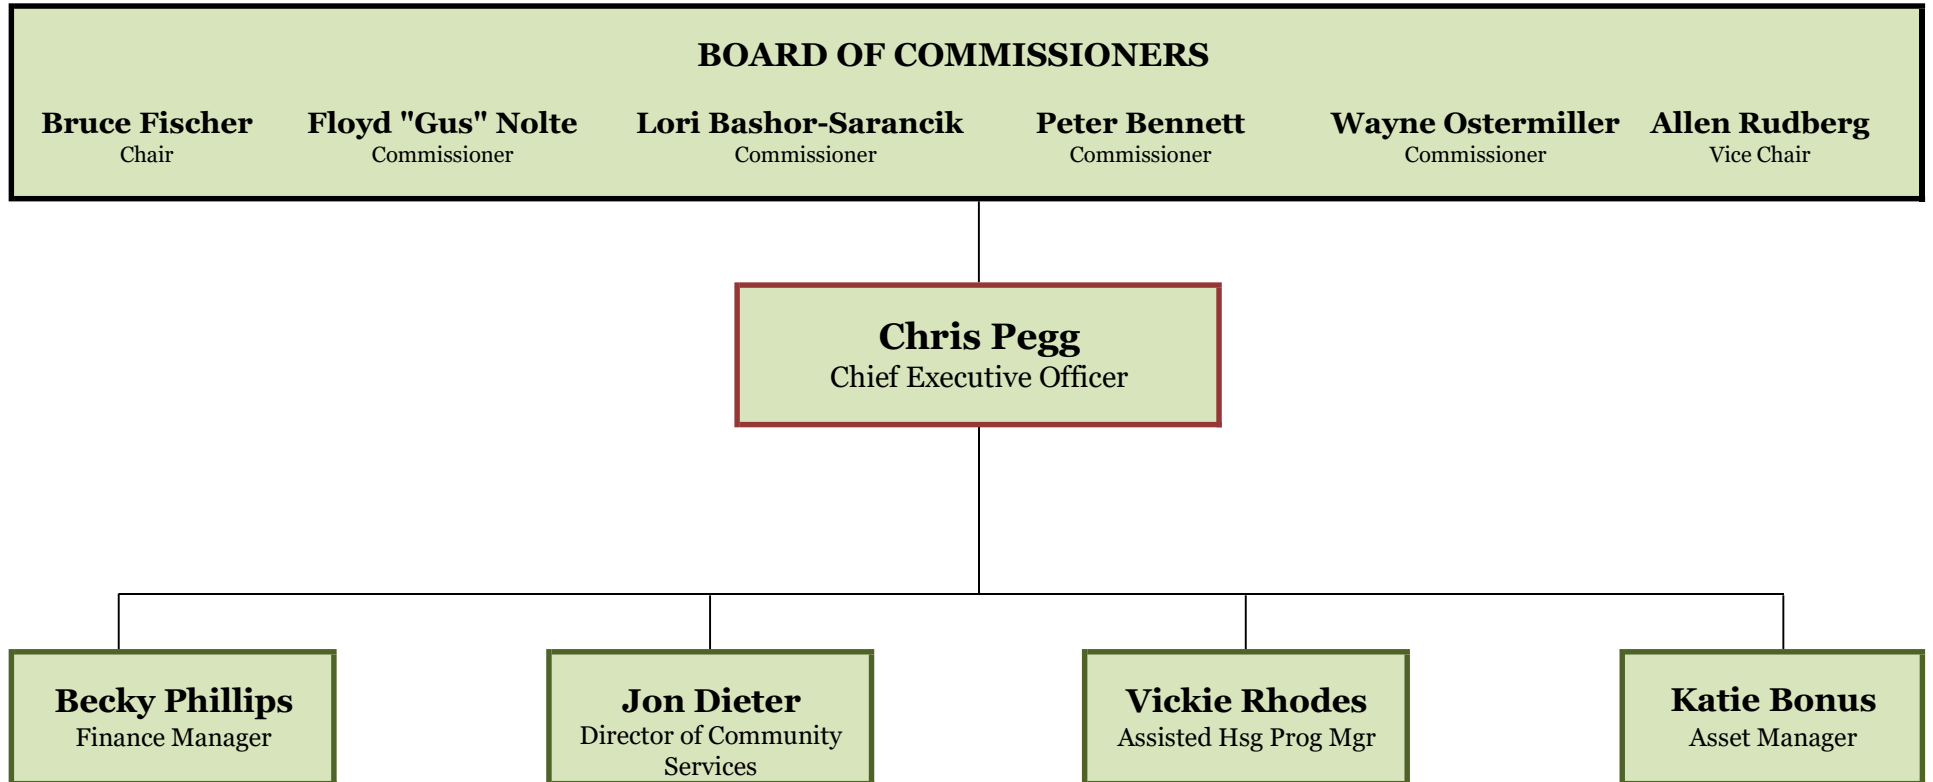 BOARD OF COMMISSIONERS
Bruce Fischer Floyd "Gus" Nolte Lori Bashor-Sarancik Peter Bennett Wayne Ostermiller Allen Rudberg
Chair Commissioner Commissioner Commissioner Commissioner Vice Chair
Chris Pegg
Chief Executive Officer
Becky Phillips
Finance Manager
Jon Dieter
Director of Community
Services
Vickie Rhodes
Assisted Hsg Prog Mgr
Katie Bonus
Asset Manager